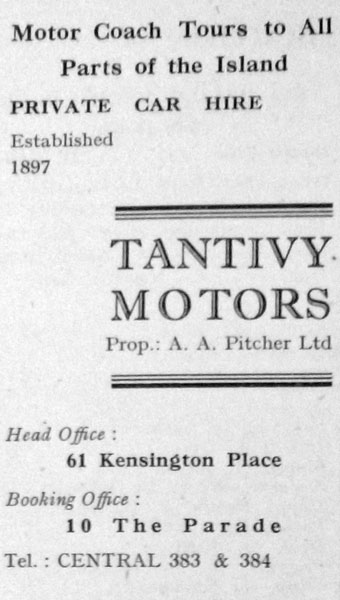 Motor Coach Tours to All
Parts of the Island
PRIVATE CAR HIRE
Established
1897
TANTIVY
MOTORS
Prop.: A. A. Pitcher Ltd
Head Office :
61 Kensington Place
Booking Office :
10 The Parade
Tel. : CENTRAL 383 & 384